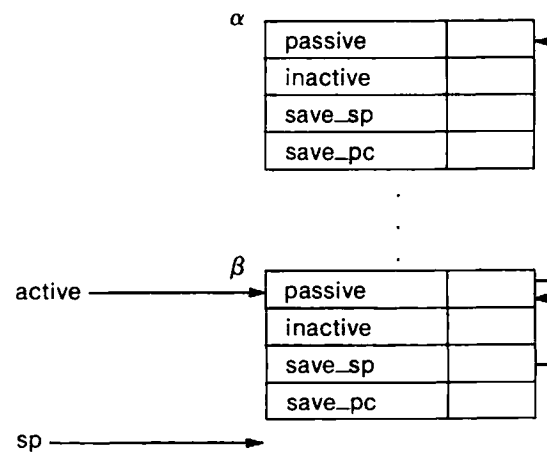 α
passive
inactive
save_sp
save_pc
β
active
passive
inactive
save_sp
save_pc
sp